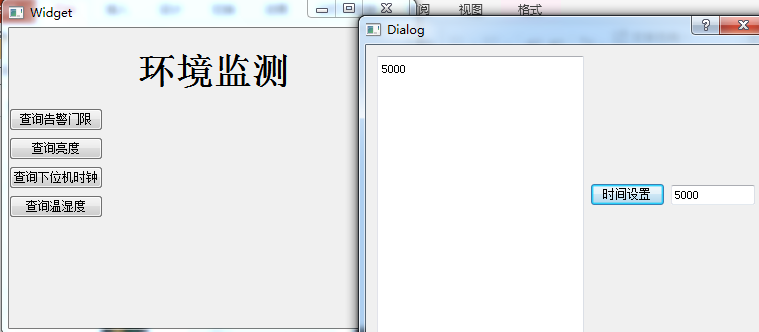 Widget
环境监测
查询告警门限
查询亮度
查询下位机时钟
查询温湿度
视图
格式
Dialog
5000
时间设置
5000